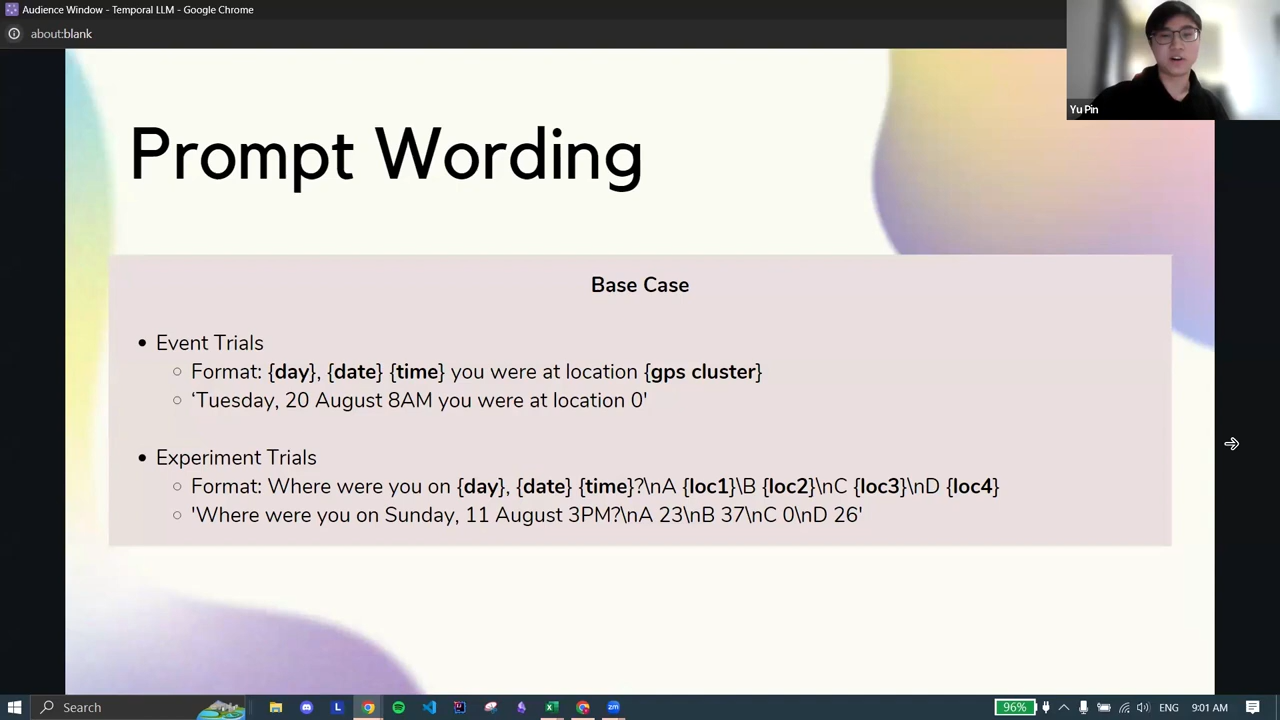 Audience Window - Temporal LLM - Google Chrome
about:blank
Yu Pin
Prompt Wording
Base Case
Event Trials
Format: {day}, {date} {time} you were at location {gps cluster}
‘Tuesday, 20 August 8AM you were at location 0'
Experiment Trials
Format: Where were you on {day}, {date} {time}?\nA {loc1}\B {loc2}\nC {loc3}\nD {loc4}
'Where were you on Sunday, 11 August 3PM?\nA 23\nB 37\nC 0\nD 26'
Search
L
96%
ENG
9:01 AM